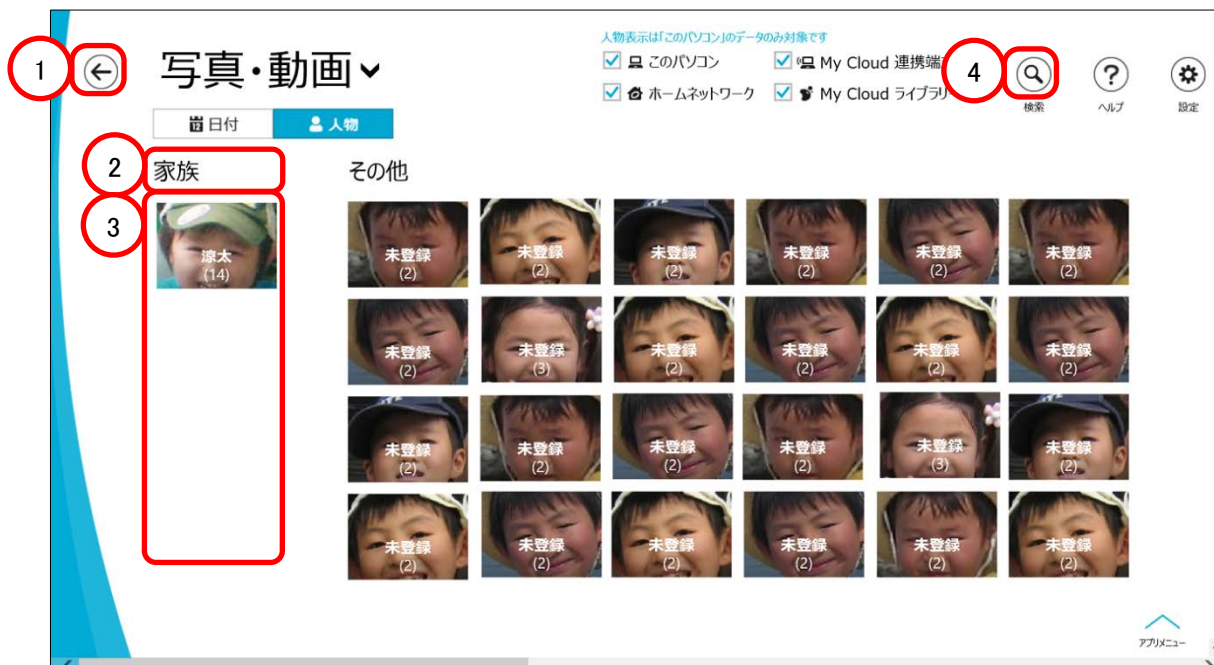 人物表示は「このパソコン」のデータのみ対象です
1
写真・動画
このパソコン
My Cloud 連携端
4
ホームネットワーク
My Cloud ライブラリ
検索
ヘルプ
設定
12 日付
人物
2
家族
その他
3
涼太
(14)
未登録 未登録 未登録 未登録 未登録 未登録
(2) (2) (2) (2) (2) (2)
未登録 未登録 未登録 未登録 未登録 未登録
(2) (3) (2) (2) (2) (2)
未登録 未登録 未登録 未登録 未登録 未登録
(2) (2) (2) (2) (3) (2)
未登録 未登録 未登録 未登録 未登録 未登録
(2) (2) (2) (2) (2) (2)
アプリメニュー